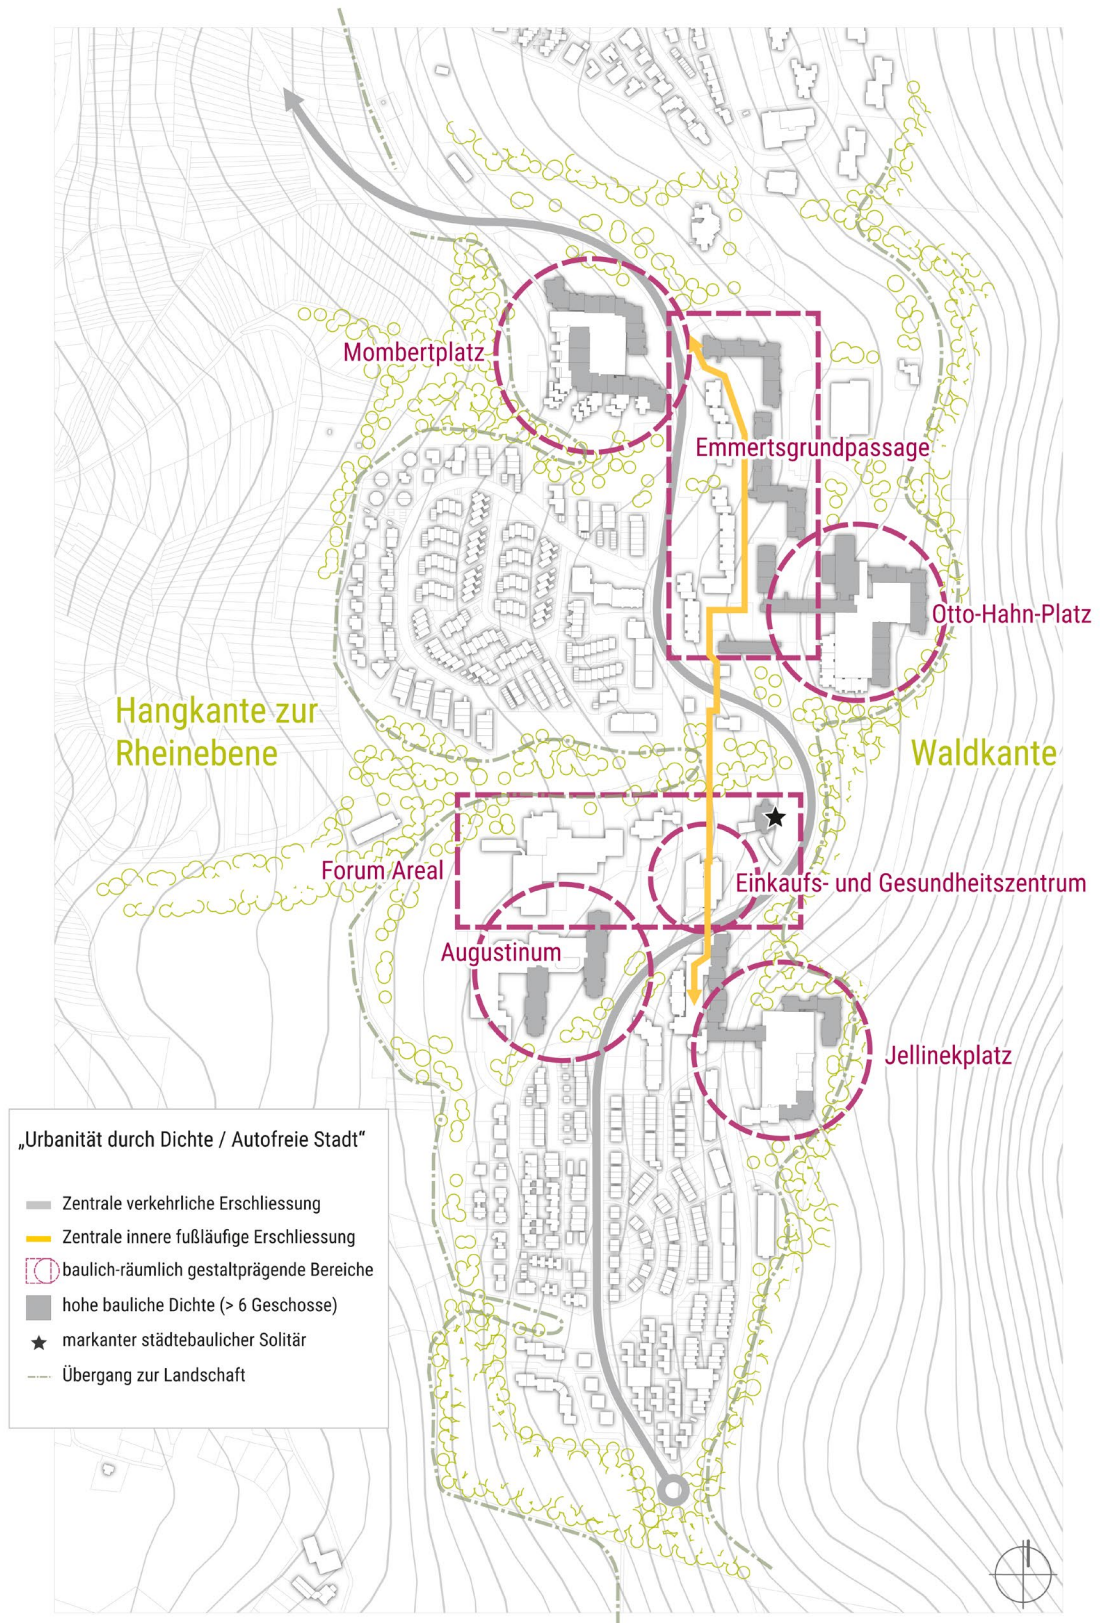 Mombertplatz
Emmertsgrundpassage
Otto-Hahn-Platz
Hangkante zur
Rheinebene
Waldkante
Forum Areal
Einkaufs- und Gesundheitszentrum
Augustinum
Jellinekplatz
„Urbanität durch Dichte / Autofreie Stadt“
Zentrale verkehrliche Erschliessung
Zentrale innere fußläufige Erschliessung
baulich-räumlich gestaltprägende Bereiche
hohe bauliche Dichte (> 6 Geschosse)
markanter städtebaulicher Solitär
Übergang zur Landschaft